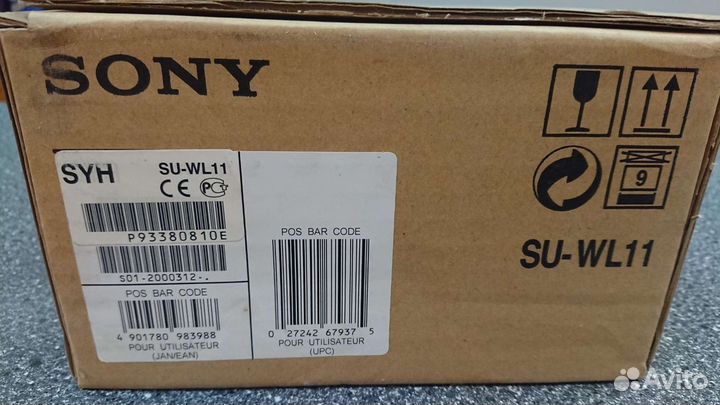 SONY
SYH SU-WL11
CE PC
P93380810E
S01-2000312-.
POS BAR CODE
4 901780 983988
POUR UTILISATEUR
(JAN/EAN)
POS BAR CODE
0 27242 67937 5
POUR UTILISATEUR
(UPC)
9
SU-WL11
Avito